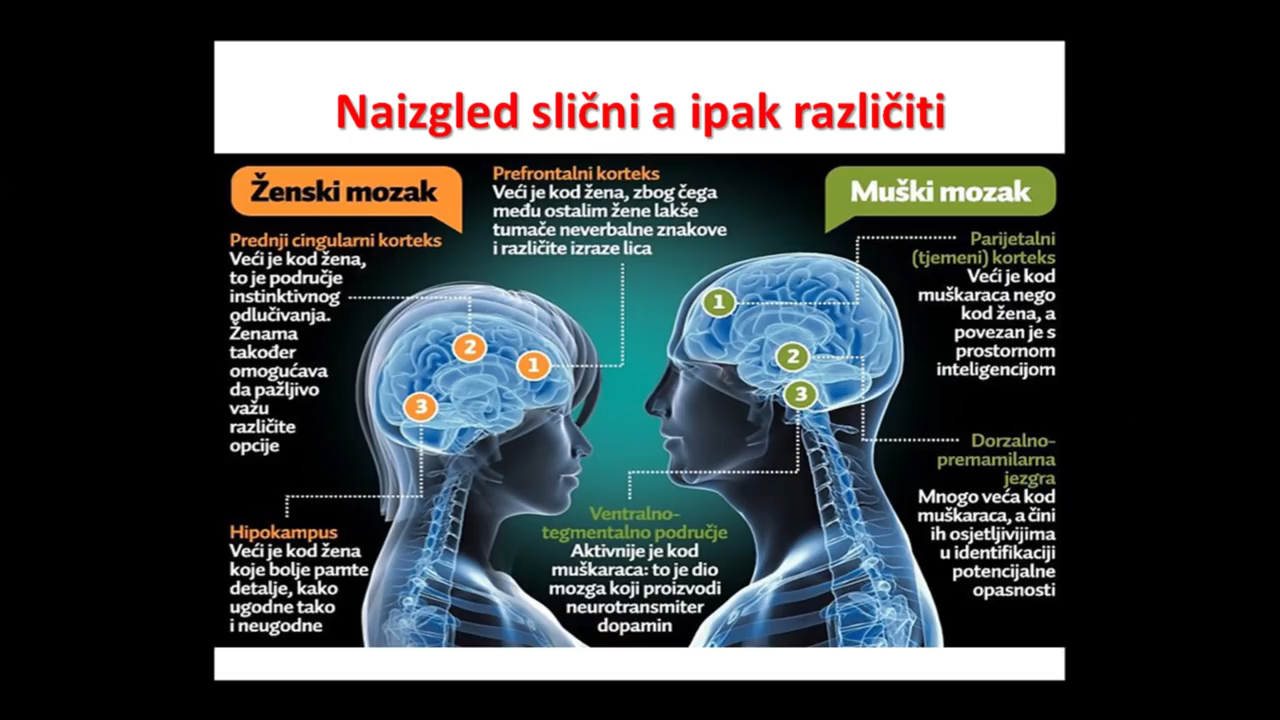 Naizgled slični a ipak različiti
Ženski mozak
Prednji cingularni korteks
Veći je kod žena,
to je područje
instinktivnog
odlučivanja.
Ženama
također
omogućava
da pažljivo
važu
različite
opcije
2
1
3
Hipokampus
Veći je kod žena
koje bolje pamte
detalje, kako
ugodne tako
i neugodne
Prefrontalni korteks
Veći je kod žena, zbog čega
među ostalim žene lakše
tumače neverbalne znakove
i različite izraze lica
Muški mozak
Parijetalni
(tjemeni) korteks
Veći je kod
muškaraca nego
kod žena, a
povezan je s
prostornom
inteligencijom
1
2
3
Dorzalno-
premamilarna
jezgra
Mnogo veća kod
muškaraca, a čini
ih osjetljivijima
u identifikaciji
potencijalne
opasnosti
Ventralno-
tegmentalno područje
Aktivnije je kod
muškaraca: to je dio
mozga koji proizvodi
neurotransmiter
dopamin